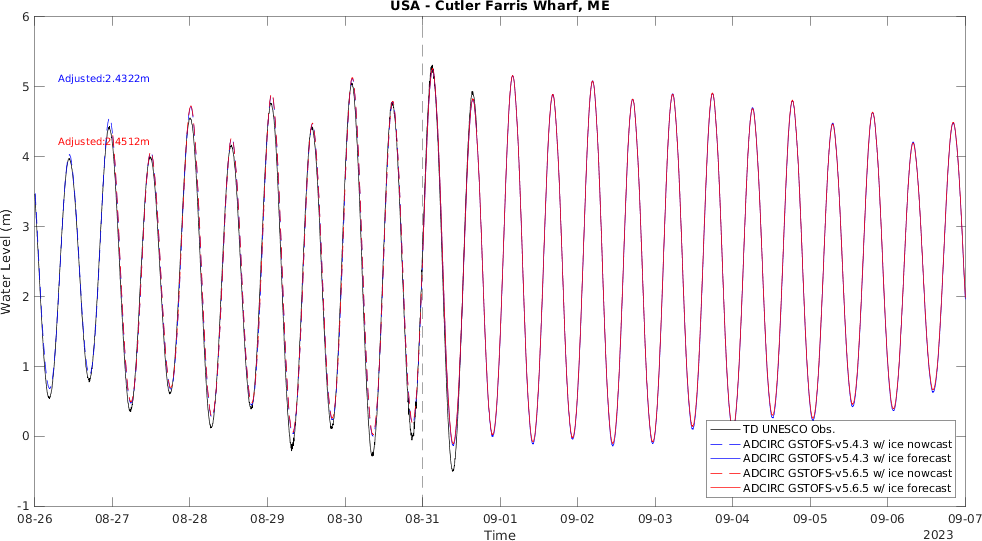 USA - Cutler Farris Wharf, ME
6
5
4
3
2
1
0
-1
Water Level (m)
Adjusted:2.4322m
Adjusted:2.4512m
TD UNESCO Obs.
ADCIRC GSTOFS-v5.4.3 w/ ice nowcast
ADCIRC GSTOFS-v5.4.3 w/ ice forecast
ADCIRC GSTOFS-v5.6.5 w/ ice nowcast
ADCIRC GSTOFS-v5.6.5 w/ ice forecast
08-26 08-27 08-28 08-29 08-30 08-31 09-01 09-02 09-03 09-04 09-05 09-06 09-07
Time
2023